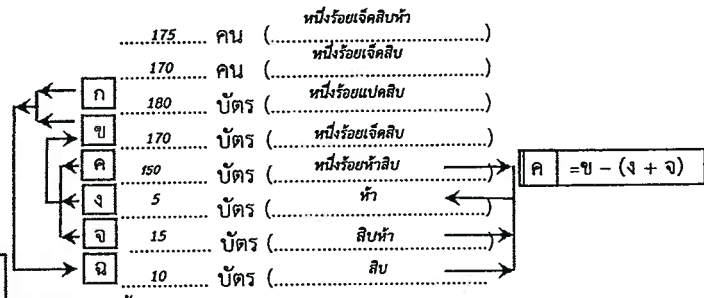 175 คน (หนึ่งร้อยเจ็ดสิบห้า)
170 คน (หนึ่งร้อยเจ็ดสิบ)
ก 180 บัตร (หนึ่งร้อยแปดสิบ)
ข 170 บัตร (หนึ่งร้อยเจ็ดสิบ)
ค 150 บัตร (หนึ่งร้อยห้าสิบ) ค =ข – (ง + จ)
ง 5 บัตร (ห้า)
จ 15 บัตร (สิบห้า)
ฉ 10 บัตร (สิบ)